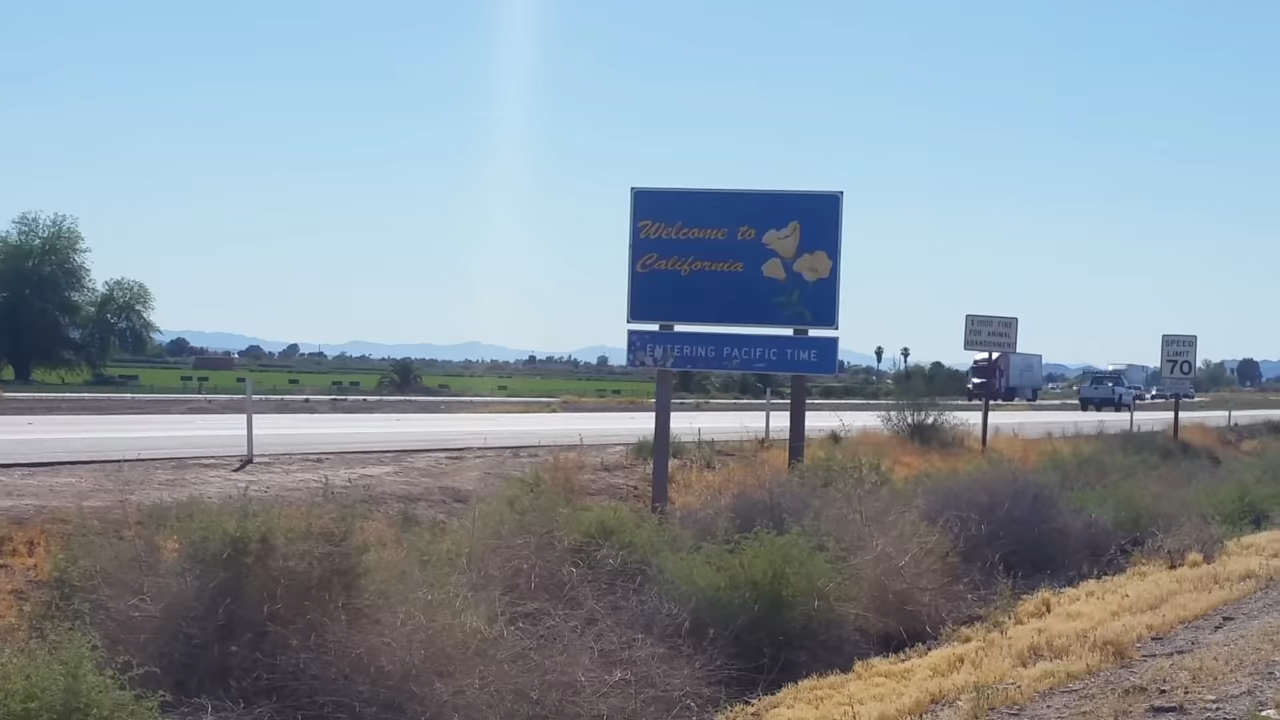 Welcome to
California
ENTERING PACIFIC TIME
$1000 FINE
FOR ANIMAL
ABANDONMENT
SPEED
LIMIT
70